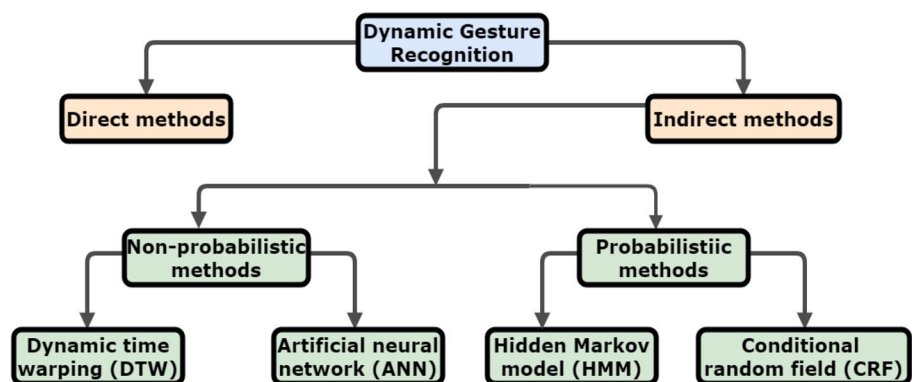 Dynamic Gesture
Recognition
Direct methods
Indirect methods
Non-probabilistic
methods
Probabilistiic
methods
Dynamic time
warping (DTW)
Artificial neural
network (ANN)
Hidden Markov
model (HMM)
Conditional
random field (CRF)